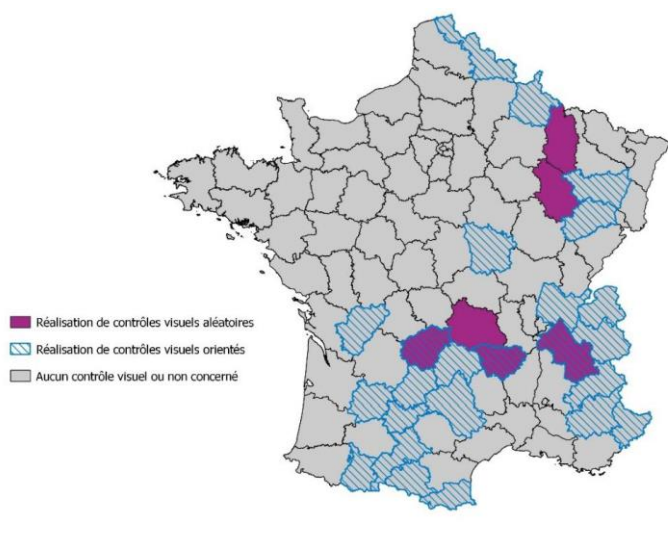 Réalisation de contrôles visuels aléatoires
Réalisation de contrôles visuels orientés
Aucun contrôle visuel ou non concerné